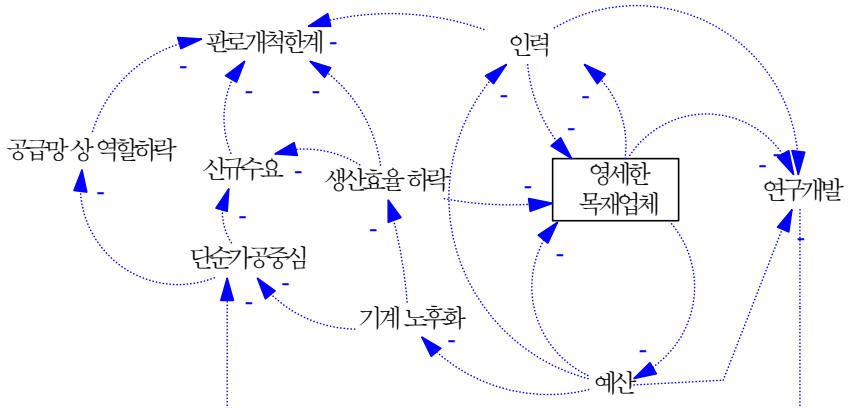 판로개척한계
인력
공급망 상 역할하락
신규수요
생산효율 하락
영세한
목재업체
연구개발
단순가공중심
기계 노후화
예산